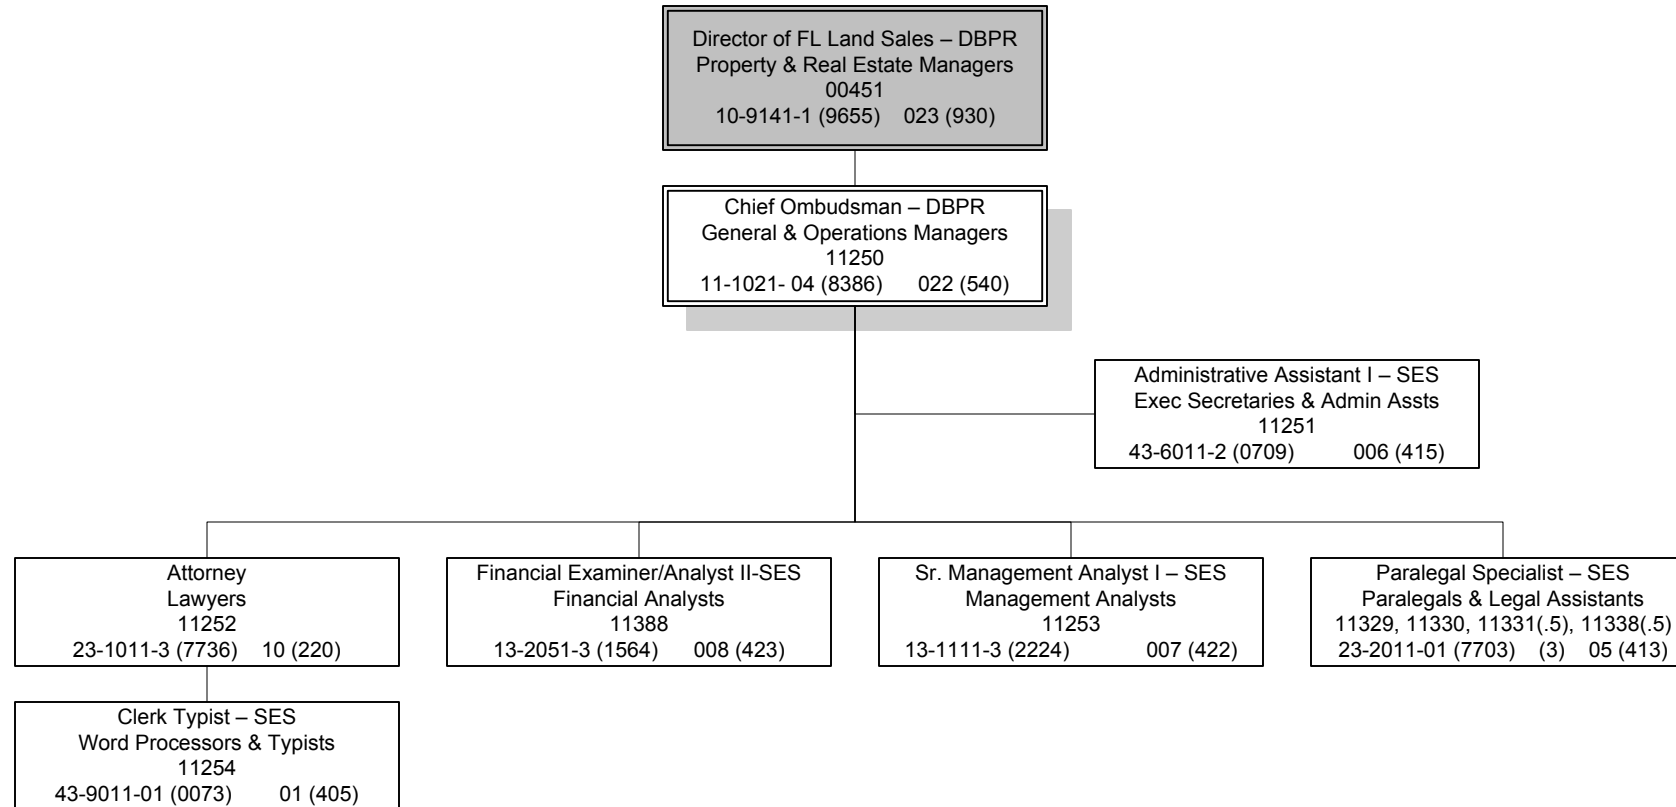 Director of FL Land Sales – DBPR
Property & Real Estate Managers
00451
10-9141-1 (9655) 023 (930)
Chief Ombudsman – DBPR
General & Operations Managers
11250
11-1021- 04 (8386) 022 (540)
Administrative Assistant I – SES
Exec Secretaries & Admin Assts
11251
43-6011-2 (0709) 006 (415)
Attorney
Lawyers
11252
23-1011-3 (7736) 10 (220)
Financial Examiner/Analyst II-SES
Financial Analysts
11388
13-2051-3 (1564) 008 (423)
Sr. Management Analyst I – SES
Management Analysts
11253
13-1111-3 (2224) 007 (422)
Paralegal Specialist – SES
Paralegals & Legal Assistants
11329, 11330, 11331(.5), 11338(.5)
23-2011-01 (7703) (3) 05 (413)
Clerk Typist – SES
Word Processors & Typists
11254
43-9011-01 (0073) 01 (405)